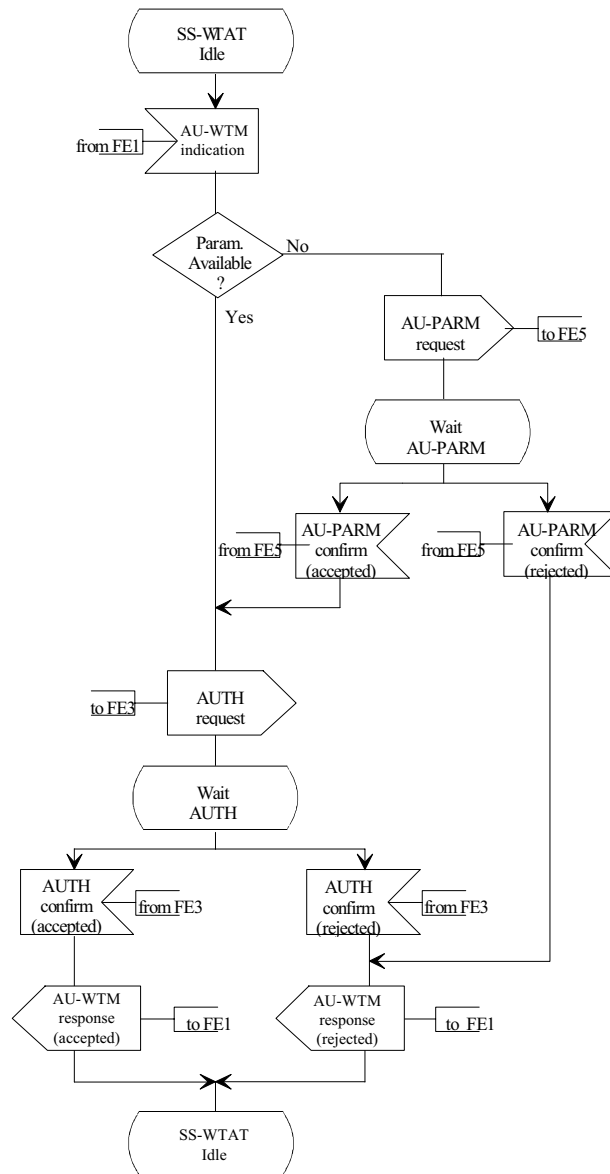 SS-WTAT
Idle
AU-WTM
indication
from FE1
Param.
Available
?
No
Yes
AU-PARM
request
to FE5
Wait
AU-PARM
AU-PARM
confirm
(accepted)
from FE5
AU-PARM
confirm
(rejected)
from FE5
AUTH
request
to FE3
Wait
AUTH
AUTH
confirm
(accepted)
from FE3
AUTH
confirm
(rejected)
from FE3
AU-WTM
response
(accepted)
to FE1
AU-WTM
response
(rejected)
to FE1
SS-WTAT
Idle